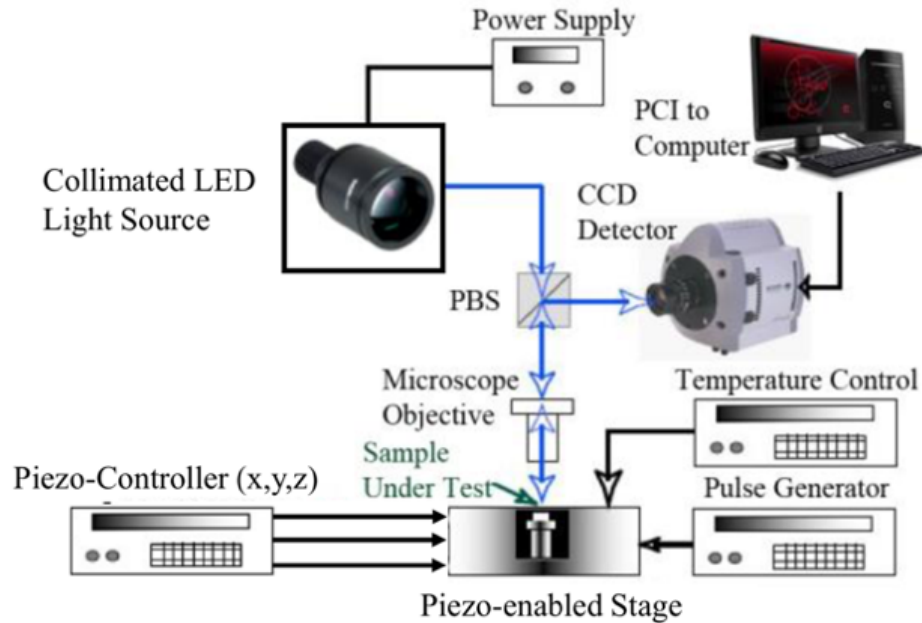 Power Supply
PCI to
Computer
Collimated LED
Light Source
CCD
Detector
PBS
Microscope
Objective
Temperature Control
Sample
Under Test
Piezo-Controller (x,y,z)
Pulse Generator
Piezo-enabled Stage